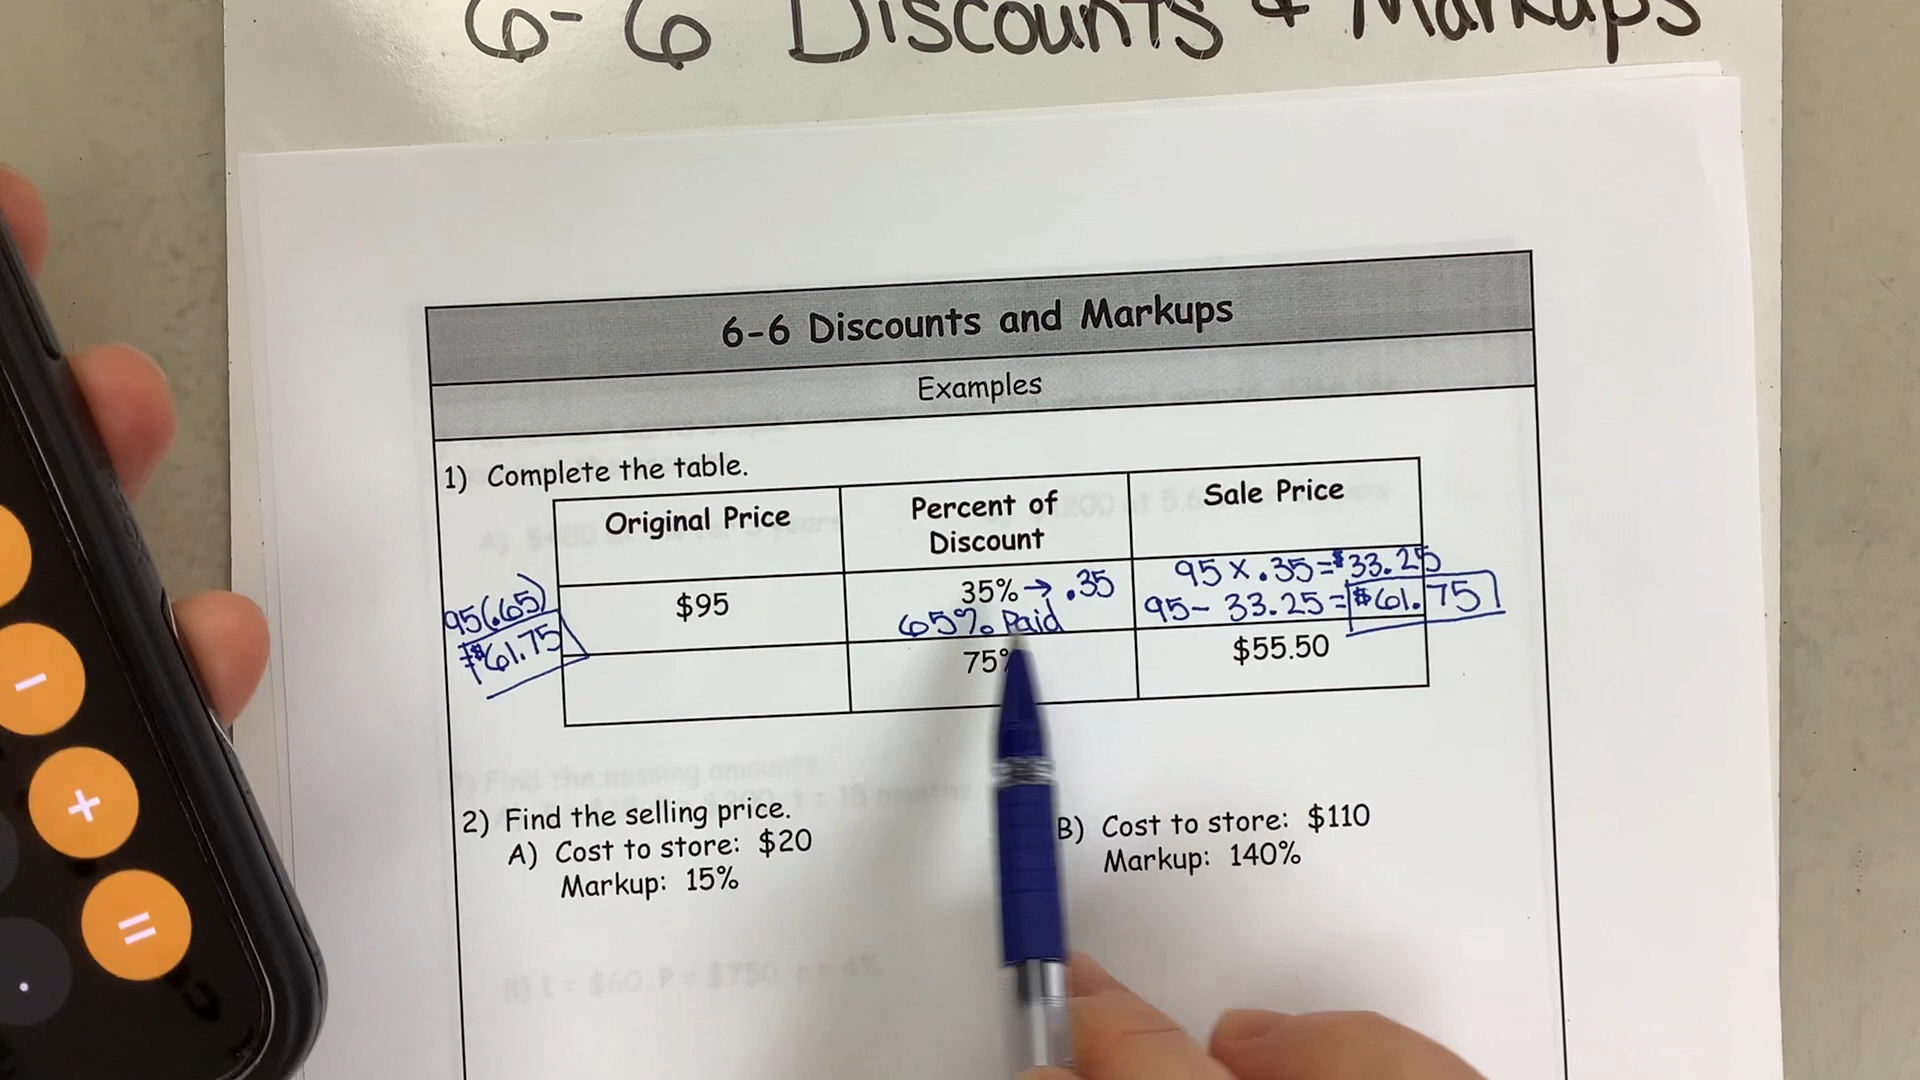 6-6 Discounts & Markups
6-6 Discounts and Markups
Examples
1) Complete the table.
Original Price
Percent of
Discount
Sale Price
95(.65)
$61.75
$95
35% → .35
65% Paid
95 x .35 = $33.25
95 - 33.25 = $61.75
75%
$55.50
2) Find the selling price.
A) Cost to store: $20
Markup: 15%
B) Cost to store: $110
Markup: 140%
−
+
=
.